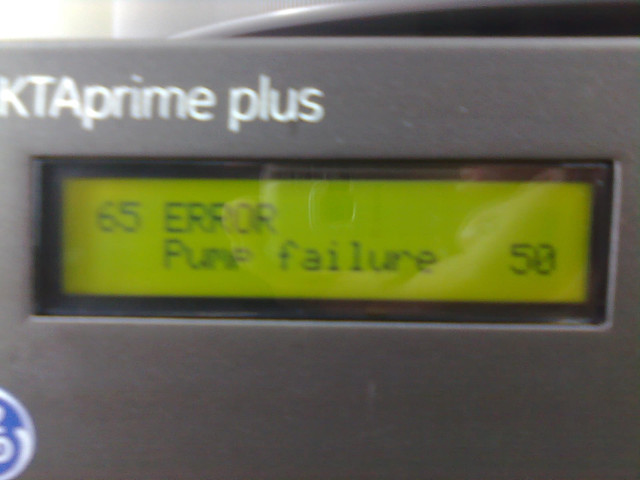 KTAprime plus
65 ERROR
Pump failure 50